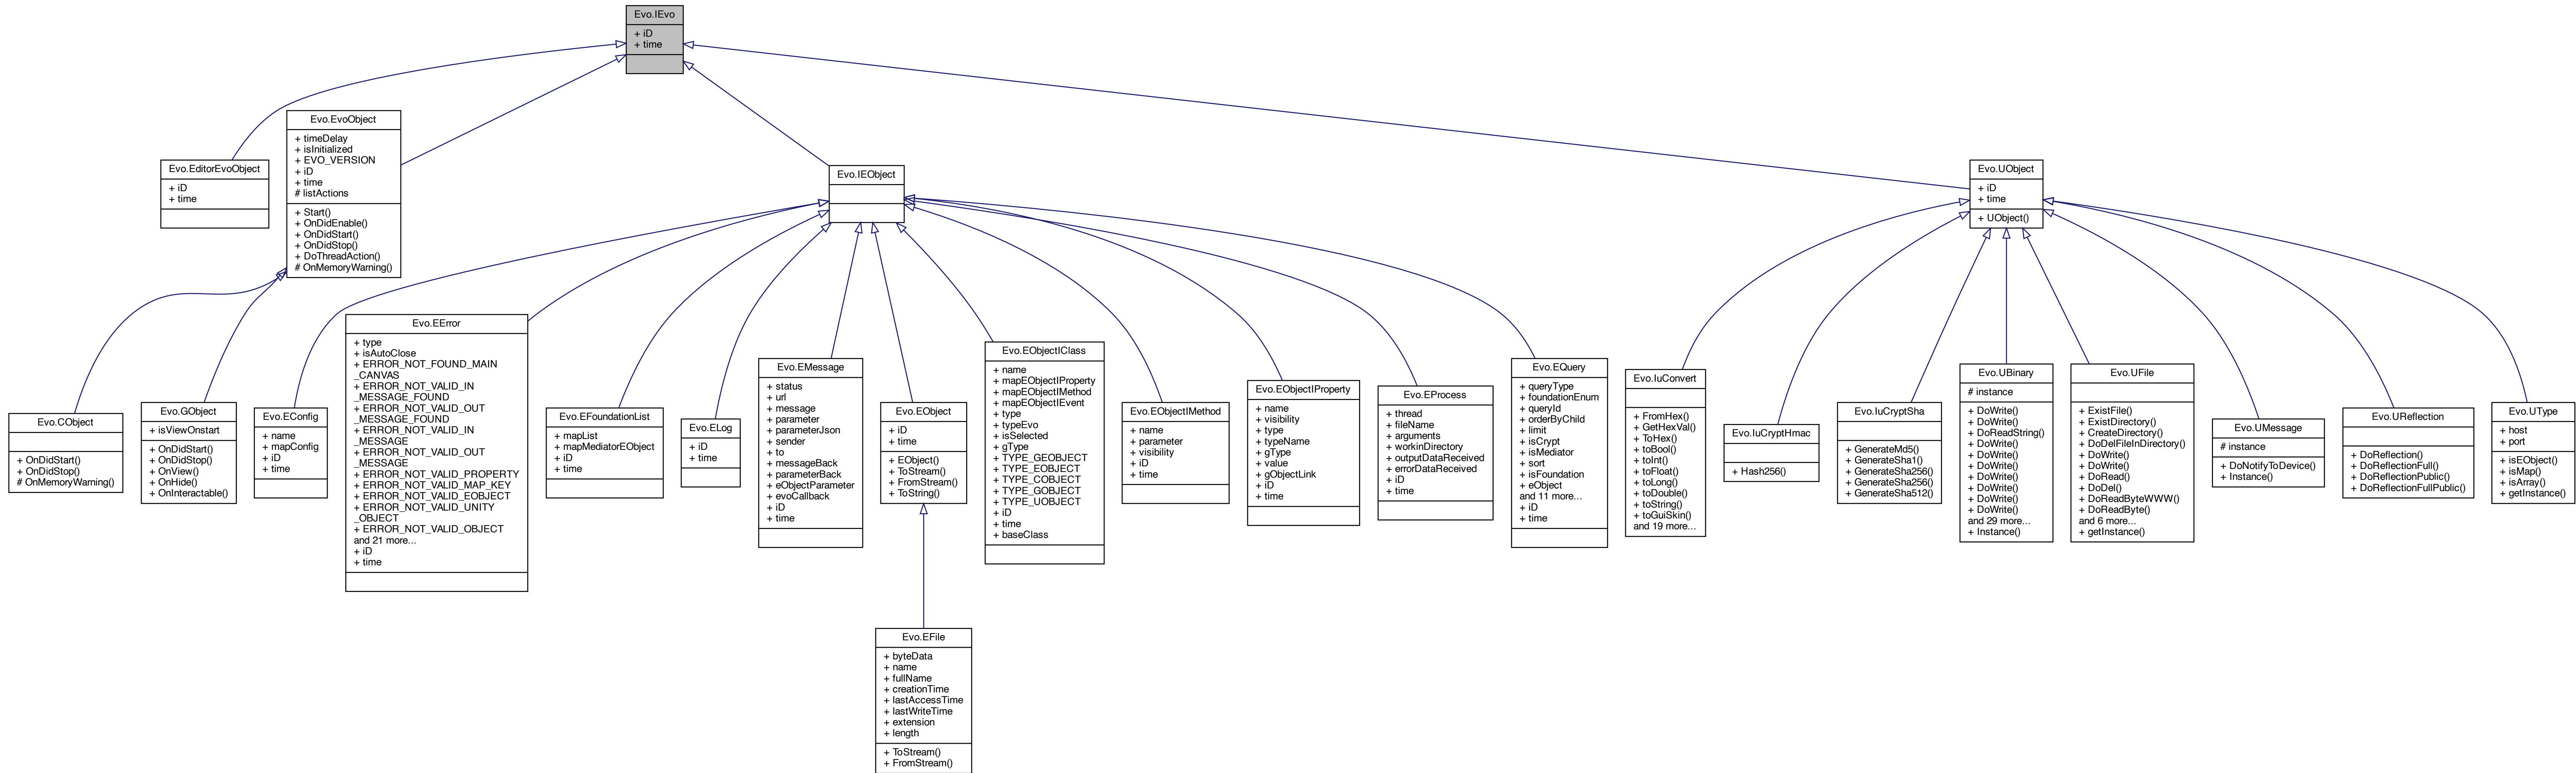 Evo.IEvo
+ iD
+ time
Evo.EditorEvoObject
+ iD
+ time
Evo.EvoObject
+ timeDelay
+ isInitialized
+ EVO_VERSION
+ iD
+ time
# listActions
+ Start()
+ OnDidEnable()
+ OnDidStart()
+ OnDidStop()
+ DoThreadAction()
# OnMemoryWarning()
Evo.IEObject
Evo.UObject
+ iD
+ time
+ UObject()
Evo.CObject
+ OnDidStart()
+ OnDidStop()
# OnMemoryWarning()
Evo.GObject
+ isViewOnstart
+ OnDidStart()
+ OnDidStop()
+ OnView()
+ OnHide()
+ OnInteractable()
Evo.EConfig
+ name
+ mapConfig
+ iD
+ time
Evo.EError
+ type
+ isAutoClose
+ ERROR_NOT_FOUND_MAIN
_CANVAS
+ ERROR_NOT_VALID_IN
_MESSAGE_FOUND
+ ERROR_NOT_VALID_OUT
_MESSAGE_FOUND
+ ERROR_NOT_VALID_IN
_MESSAGE
+ ERROR_NOT_VALID_OUT
_MESSAGE
+ ERROR_NOT_VALID_PROPERTY
+ ERROR_NOT_VALID_MAP_KEY
+ ERROR_NOT_VALID_EOBJECT
+ ERROR_NOT_VALID_UNITY
_OBJECT
+ ERROR_NOT_VALID_OBJECT
and 21 more...
+ iD
+ time
Evo.EFoundationList
+ mapList
+ mapMediatorEObject
+ iD
+ time
Evo.ELog
+ iD
+ time
Evo.EMessage
+ status
+ url
+ message
+ parameter
+ parameterJson
+ sender
+ to
+ messageBack
+ parameterBack
+ eObjectParameter
+ evoCallback
+ iD
+ time
Evo.EObject
+ iD
+ time
+ EObject()
+ ToStream()
+ FromStream()
+ ToString()
Evo.EObjectIClass
+ name
+ mapEObjectIProperty
+ mapEObjectIMethod
+ mapEObjectIEvent
+ type
+ typeEvo
+ isSelected
+ gType
+ TYPE_GEOBJECT
+ TYPE_EOBJECT
+ TYPE_COBJECT
+ TYPE_GOBJECT
+ TYPE_UOBJECT
+ iD
+ time
+ baseClass
Evo.EObjectIMethod
+ name
+ parameter
+ visibility
+ iD
+ time
Evo.EObjectIProperty
+ name
+ visibility
+ type
+ typeName
+ gType
+ value
+ gObjectLink
+ iD
+ time
Evo.EProcess
+ thread
+ fileName
+ arguments
+ workinDirectory
+ outputDataReceived
+ errorDataReceived
+ iD
+ time
Evo.EQuery
+ queryType
+ foundationEnum
+ queryId
+ orderByChild
+ limit
+ isCrypt
+ isMediator
+ sort
+ isFoundation
+ eObject
and 11 more...
+ iD
+ time
Evo.IuConvert
+ FromHex()
+ GetHexVal()
+ ToHex()
+ toBool()
+ toInt()
+ toFloat()
+ toLong()
+ toDouble()
+ toString()
+ toGuiSkin()
and 19 more...
Evo.IuCryptHmac
+ Hash256()
Evo.IuCryptSha
+ GenerateMd5()
+ GenerateSha1()
+ GenerateSha256()
+ GenerateSha256()
+ GenerateSha512()
Evo.UBinary
# instance
+ DoWrite()
+ DoWrite()
+ DoReadString()
+ DoWrite()
+ DoWrite()
+ DoWrite()
+ DoWrite()
+ DoWrite()
+ DoWrite()
+ DoWrite()
and 29 more...
+ Instance()
Evo.UFile
+ ExistFile()
+ ExistDirectory()
+ CreateDirectory()
+ DoDelFileInDirectory()
+ DoWrite()
+ DoWrite()
+ DoRead()
+ DoDel()
+ DoReadByteWWW()
+ DoReadByte()
and 6 more...
+ getInstance()
Evo.UMessage
# instance
+ DoNotifyToDevice()
+ Instance()
Evo.UReflection
+ DoReflection()
+ DoReflectionFull()
+ DoReflectionPublic()
+ DoReflectionFullPublic()
Evo.UType
+ host
+ port
+ isEObject()
+ isMap()
+ isArray()
+ getInstance()
Evo.EFile
+ byteData
+ name
+ fullName
+ creationTime
+ lastAccessTime
+ lastWriteTime
+ extension
+ length
+ ToStream()
+ FromStream()